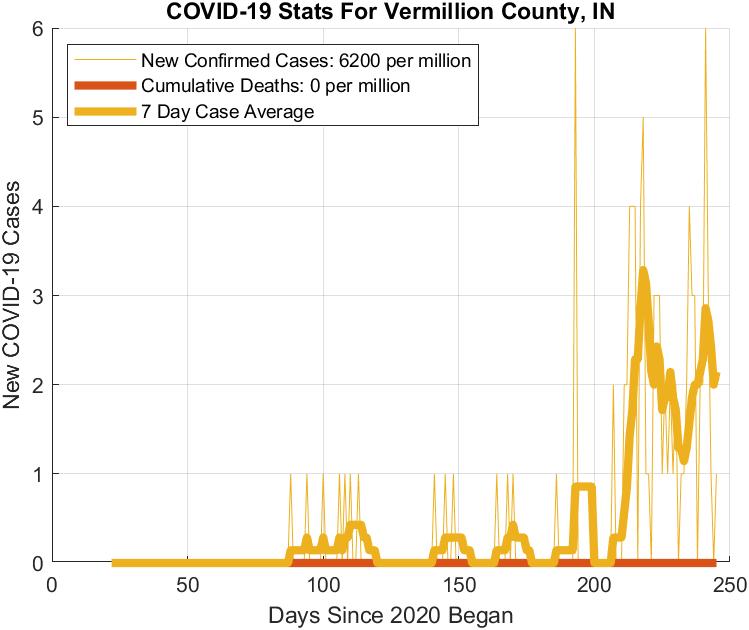 COVID-19 Stats For Vermillion County, IN
New Confirmed Cases: 6200 per million
Cumulative Deaths: 0 per million
7 Day Case Average
New COVID-19 Cases
6
5
4
3
2
1
0
0 50 100 150 200 250
Days Since 2020 Began